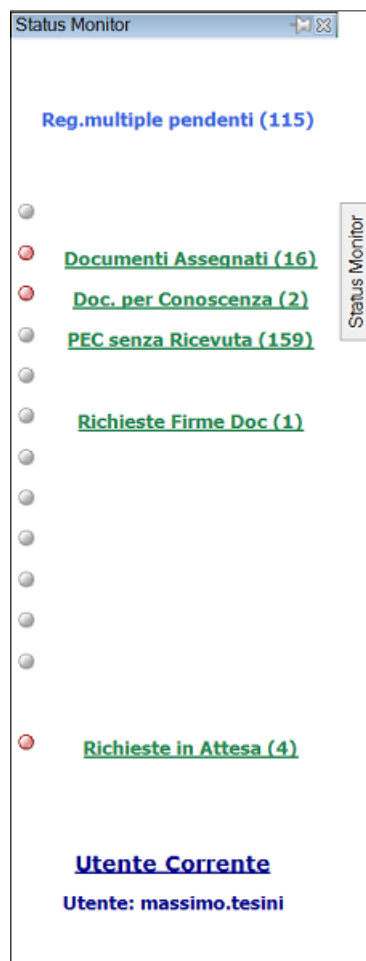 Status Monitor
Reg.multiple pendenti (115)
Status Monitor
Documenti Assegnati (16)
Doc. per Conoscenza (2)
PEC senza Ricevuta (159)
Richieste Firme Doc (1)
Richieste in Attesa (4)
Utente Corrente
Utente: massimo.tesini